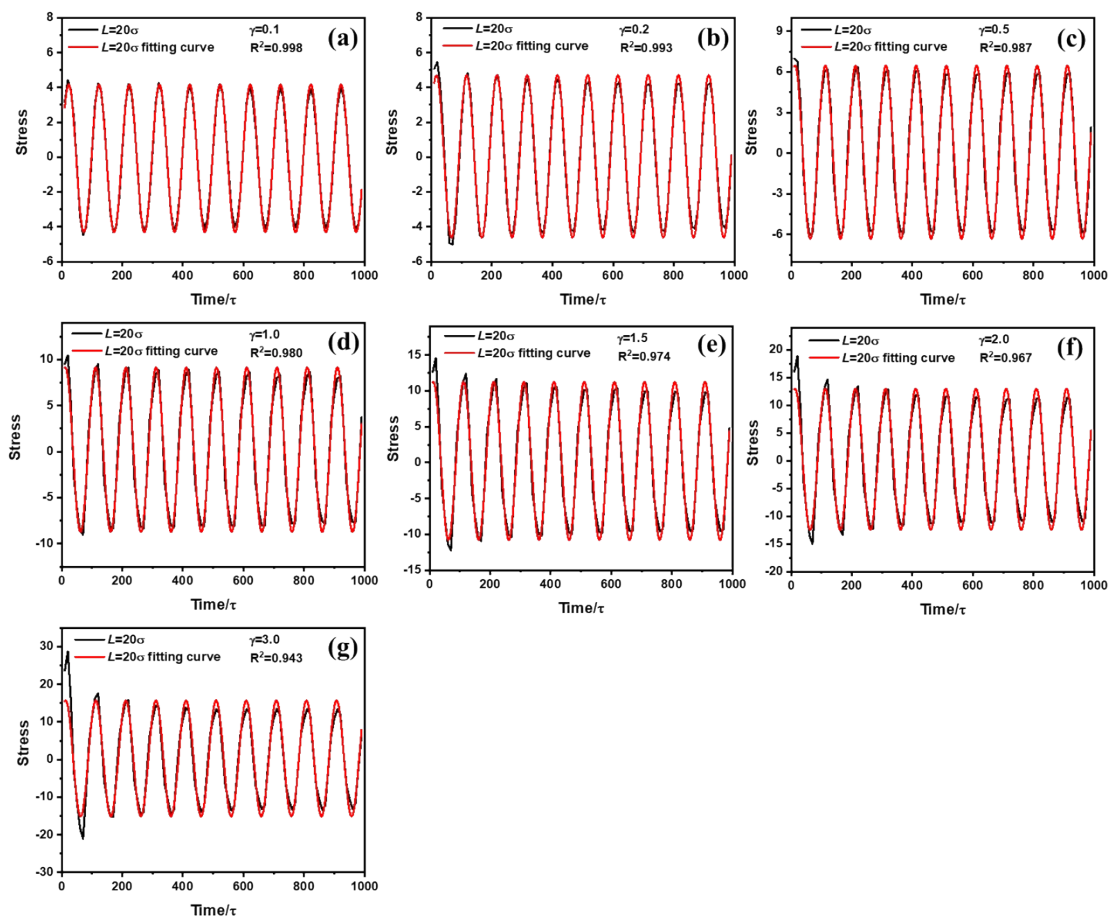 L=20σ γ=0.1 (a)
L=20σ fitting curve R²=0.998
8
6
4
2
0
-2
-4
-6
Stress
0 200 400 600 800 1000
Time/τ
L=20σ γ=0.2 (b)
L=20σ fitting curve R²=0.993
8
6
4
2
0
-2
-4
-6
Stress
0 200 400 600 800 1000
Time/τ
L=20σ γ=0.5 (c)
L=20σ fitting curve R²=0.987
9
6
3
0
-3
-6
Stress
0 200 400 600 800 1000
Time/τ
L=20σ γ=1.0 (d)
L=20σ fitting curve R²=0.980
10
5
0
-5
-10
Stress
0 200 400 600 800 1000
Time/τ
L=20σ γ=1.5 (e)
L=20σ fitting curve R²=0.974
15
10
5
0
-5
-10
-15
Stress
0 200 400 600 800 1000
Time/τ
L=20σ γ=2.0 (f)
L=20σ fitting curve R²=0.967
20
15
10
5
0
-5
-10
-15
-20
Stress
0 200 400 600 800 1000
Time/τ
L=20σ γ=3.0 (g)
L=20σ fitting curve R²=0.943
30
20
10
0
-10
-20
-30
Stress
0 200 400 600 800 1000
Time/τ